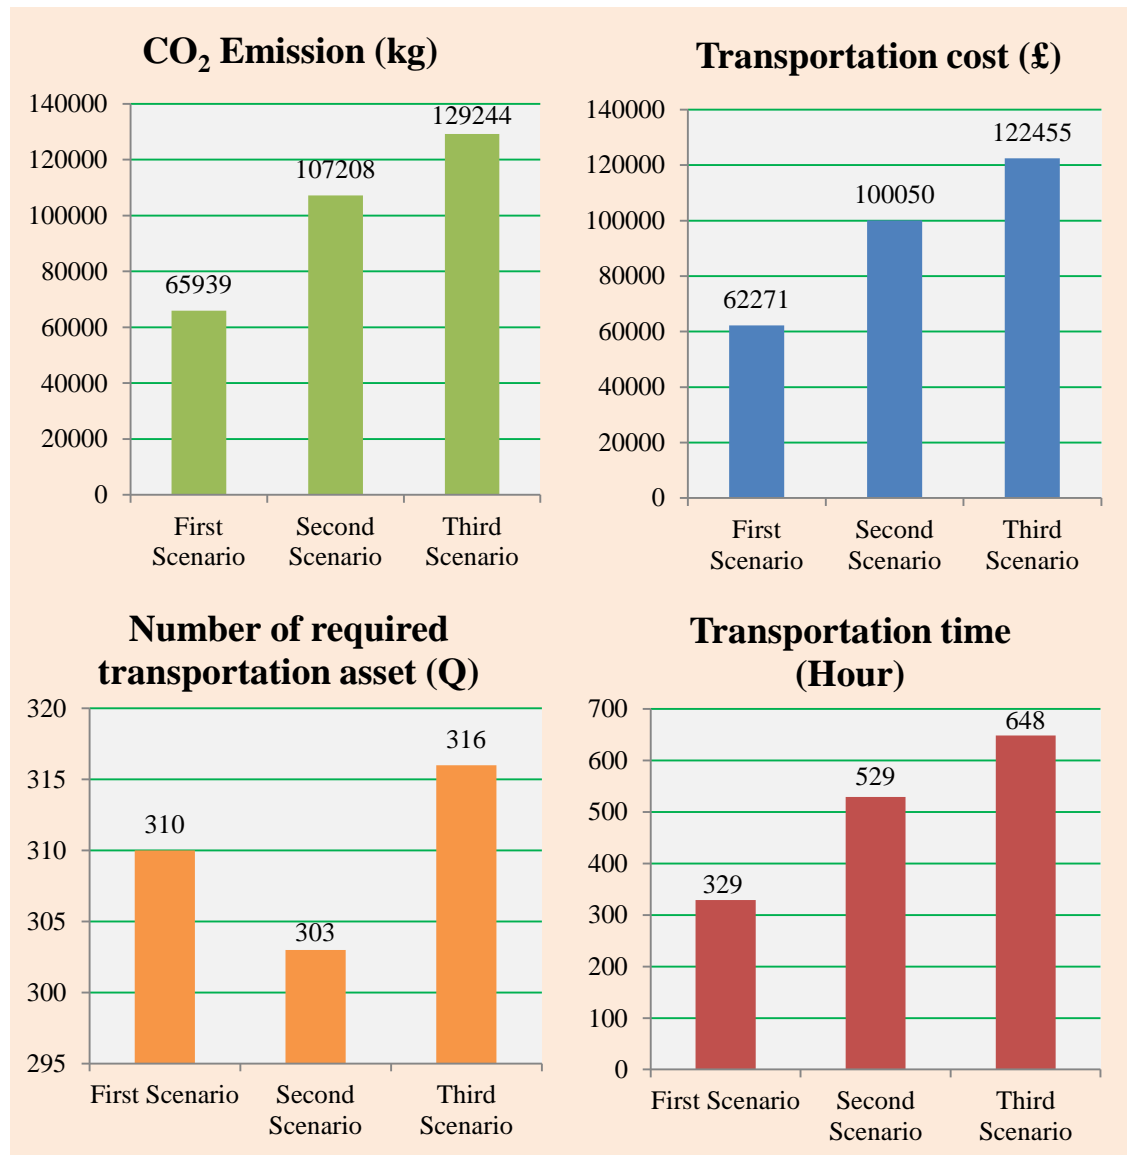 CO₂ Emission (kg)
140000
120000
100000
80000
60000
40000
20000
0
65939
107208
129244
First
Scenario
Second
Scenario
Third
Scenario
Transportation cost (£)
140000
120000
100000
80000
60000
40000
20000
0
62271
100050
122455
First
Scenario
Second
Scenario
Third
Scenario
Number of required
transportation asset (Q)
320
315
310
305
300
295
310
303
316
First Scenario
Second
Scenario
Third
Scenario
Transportation time
(Hour)
700
600
500
400
300
200
100
0
329
529
648
First Scenario
Second
Scenario
Third
Scenario